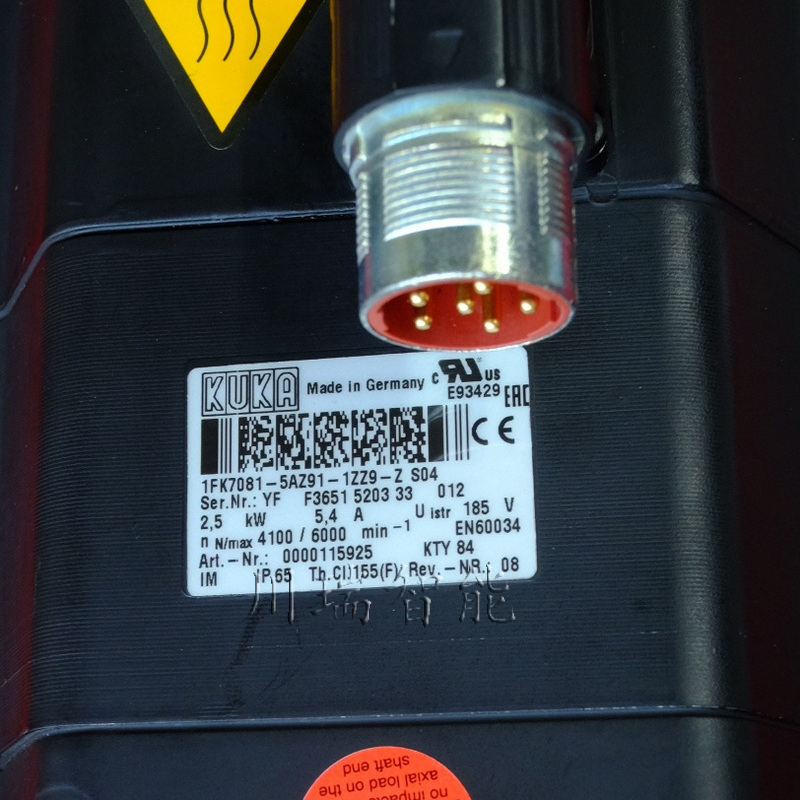 KUKA Made in Germany c RU us
E93429 EAC
CE
1FK7081-5AZ91-1ZZ9-Z S04
Ser.Nr.: YF F3651 5203 33 012
2,5 kW 5,4 A U istr 185 V
n N/max 4100 / 6000 min -1 EN60034
Art.-Nr.: 0000115925 KTY 84
IM IP 65 Th.Cl.155(F) Rev.-NR.: 08
川瑞智能
no impacts
axial load on the
shaft end